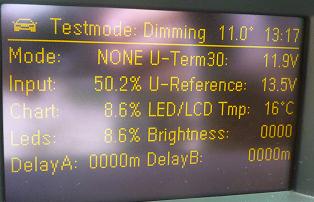 Testmode: Dimming 11.0° 13:17
Mode: NONE U-Term30: 11.9V
Input: 50.2% U-Reference: 13.5V
Chart: 8.6% LED/LCD Tmp: 16°C
Leds: 8.6% Brightness: 0000
DelayA: 0000m DelayB: 0000m